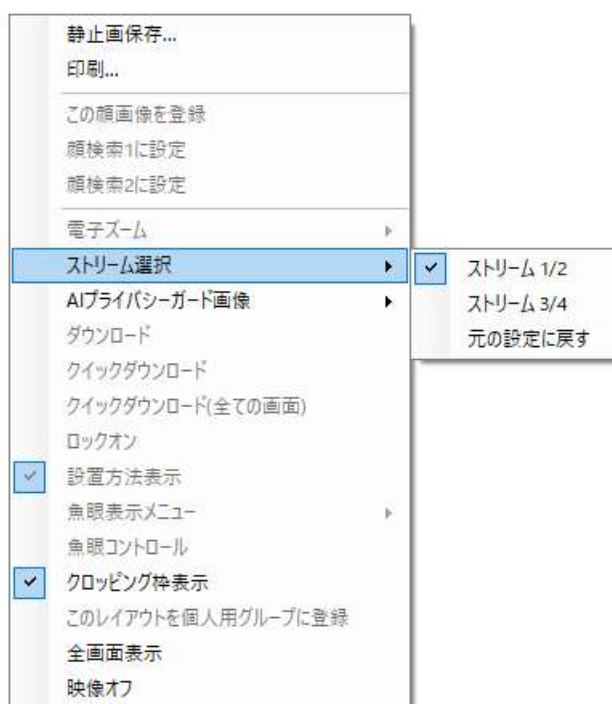 静止画保存...
印刷...
この顔画像を登録
顔検索1に設定
顔検索2に設定
電子ズーム
ストリーム選択
ストリーム 1/2
ストリーム 3/4
元の設定に戻す
AIプライバシーガード画像
ダウンロード
クイックダウンロード
クイックダウンロード(全ての画面)
ロックオン
設置方法表示
魚眼表示メニュー
魚眼コントロール
クロッピング枠表示
このレイアウトを個人用グループに登録
全画面表示
映像オフ